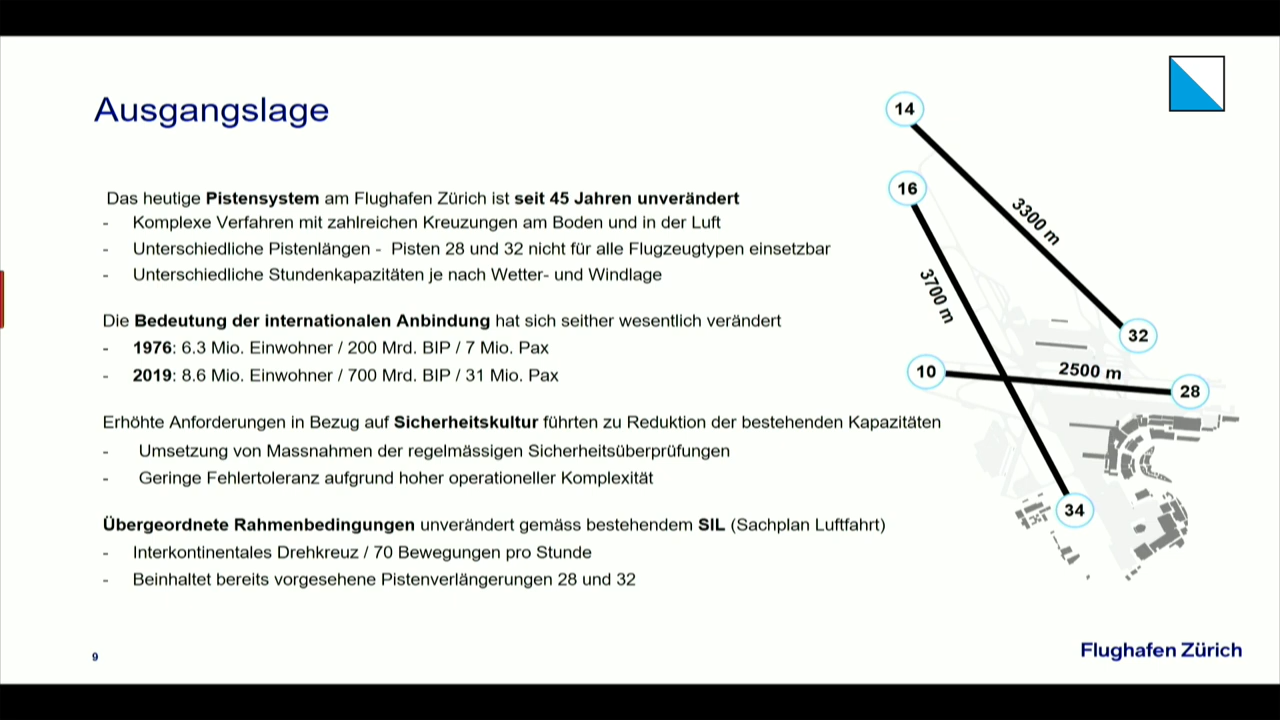 Ausgangslage
Das heutige Pistensystem am Flughafen Zürich ist seit 45 Jahren unverändert
- Komplexe Verfahren mit zahlreichen Kreuzungen am Boden und in der Luft
- Unterschiedliche Pistenlängen - Pisten 28 und 32 nicht für alle Flugzeugtypen einsetzbar
- Unterschiedliche Stundenkapazitäten je nach Wetter- und Windlage
Die Bedeutung der internationalen Anbindung hat sich seither wesentlich verändert
- 1976: 6.3 Mio. Einwohner / 200 Mrd. BIP / 7 Mio. Pax
- 2019: 8.6 Mio. Einwohner / 700 Mrd. BIP / 31 Mio. Pax
Erhöhte Anforderungen in Bezug auf Sicherheitskultur führten zu Reduktion der bestehenden Kapazitäten
- Umsetzung von Massnahmen der regelmässigen Sicherheitsüberprüfungen
- Geringe Fehlertoleranz aufgrund hoher operationeller Komplexität
Übergeordnete Rahmenbedingungen unverändert gemäss bestehendem SIL (Sachplan Luftfahrt)
- Interkontinentales Drehkreuz / 70 Bewegungen pro Stunde
- Beinhaltet bereits vorgesehene Pistenverlängerungen 28 und 32
14
16
3300 m
3700 m
32
10
2500 m
28
34
9
Flughafen Zürich